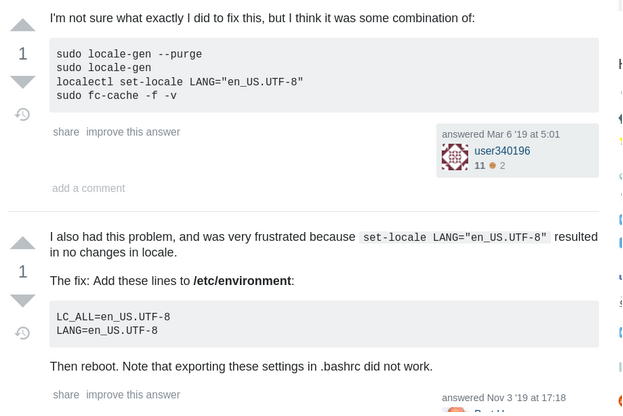 I'm not sure what exactly I did to fix this, but I think it was some combination of:
1
sudo locale-gen --purge
sudo locale-gen
localectl set-locale LANG="en_US.UTF-8"
sudo fc-cache -f -v
share improve this answer
answered Mar 6 '19 at 5:01
user340196
11 2
add a comment
I also had this problem, and was very frustrated because set-locale LANG="en_US.UTF-8" resulted
in no changes in locale.
1
The fix: Add these lines to /etc/environment:
LC_ALL=en_US.UTF-8
LANG=en_US.UTF-8
Then reboot. Note that exporting these settings in .bashrc did not work.
share improve this answer
answered Nov 3 '19 at 17:18